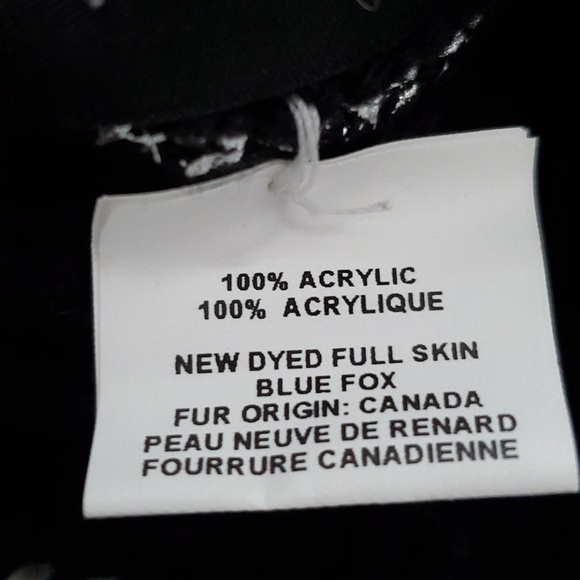 100% ACRYLIC
100% ACRYLIQUE
NEW DYED FULL SKIN
BLUE FOX
FUR ORIGIN: CANADA
PEAU NEUVE DE RENARD
FOURRURE CANADIENNE